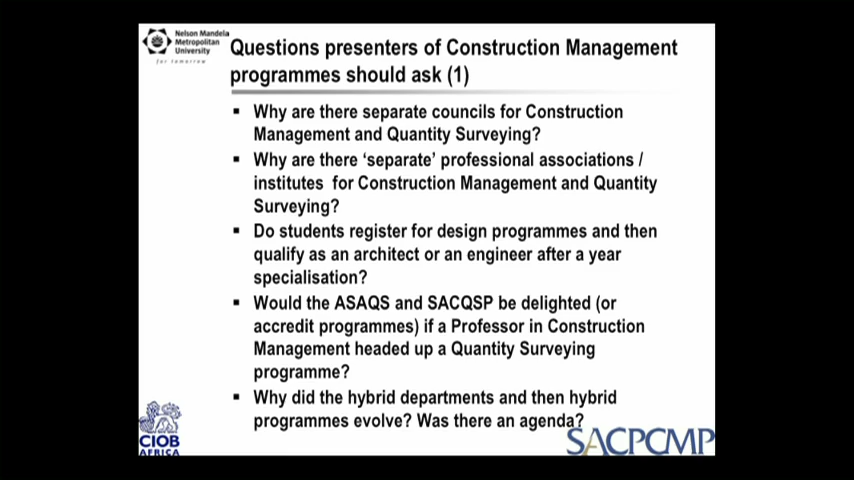 Nelson Mandela
Metropolitan
University
for tomorrow
Questions presenters of Construction Management
programmes should ask (1)
▪ Why are there separate councils for Construction
Management and Quantity Surveying?
▪ Why are there ‘separate’ professional associations /
institutes for Construction Management and Quantity
Surveying?
▪ Do students register for design programmes and then
qualify as an architect or an engineer after a year
specialisation?
▪ Would the ASAQS and SACQSP be delighted (or
accredit programmes) if a Professor in Construction
Management headed up a Quantity Surveying
programme?
▪ Why did the hybrid departments and then hybrid
programmes evolve? Was there an agenda?
CIOB
AFRICA
SACPCMP